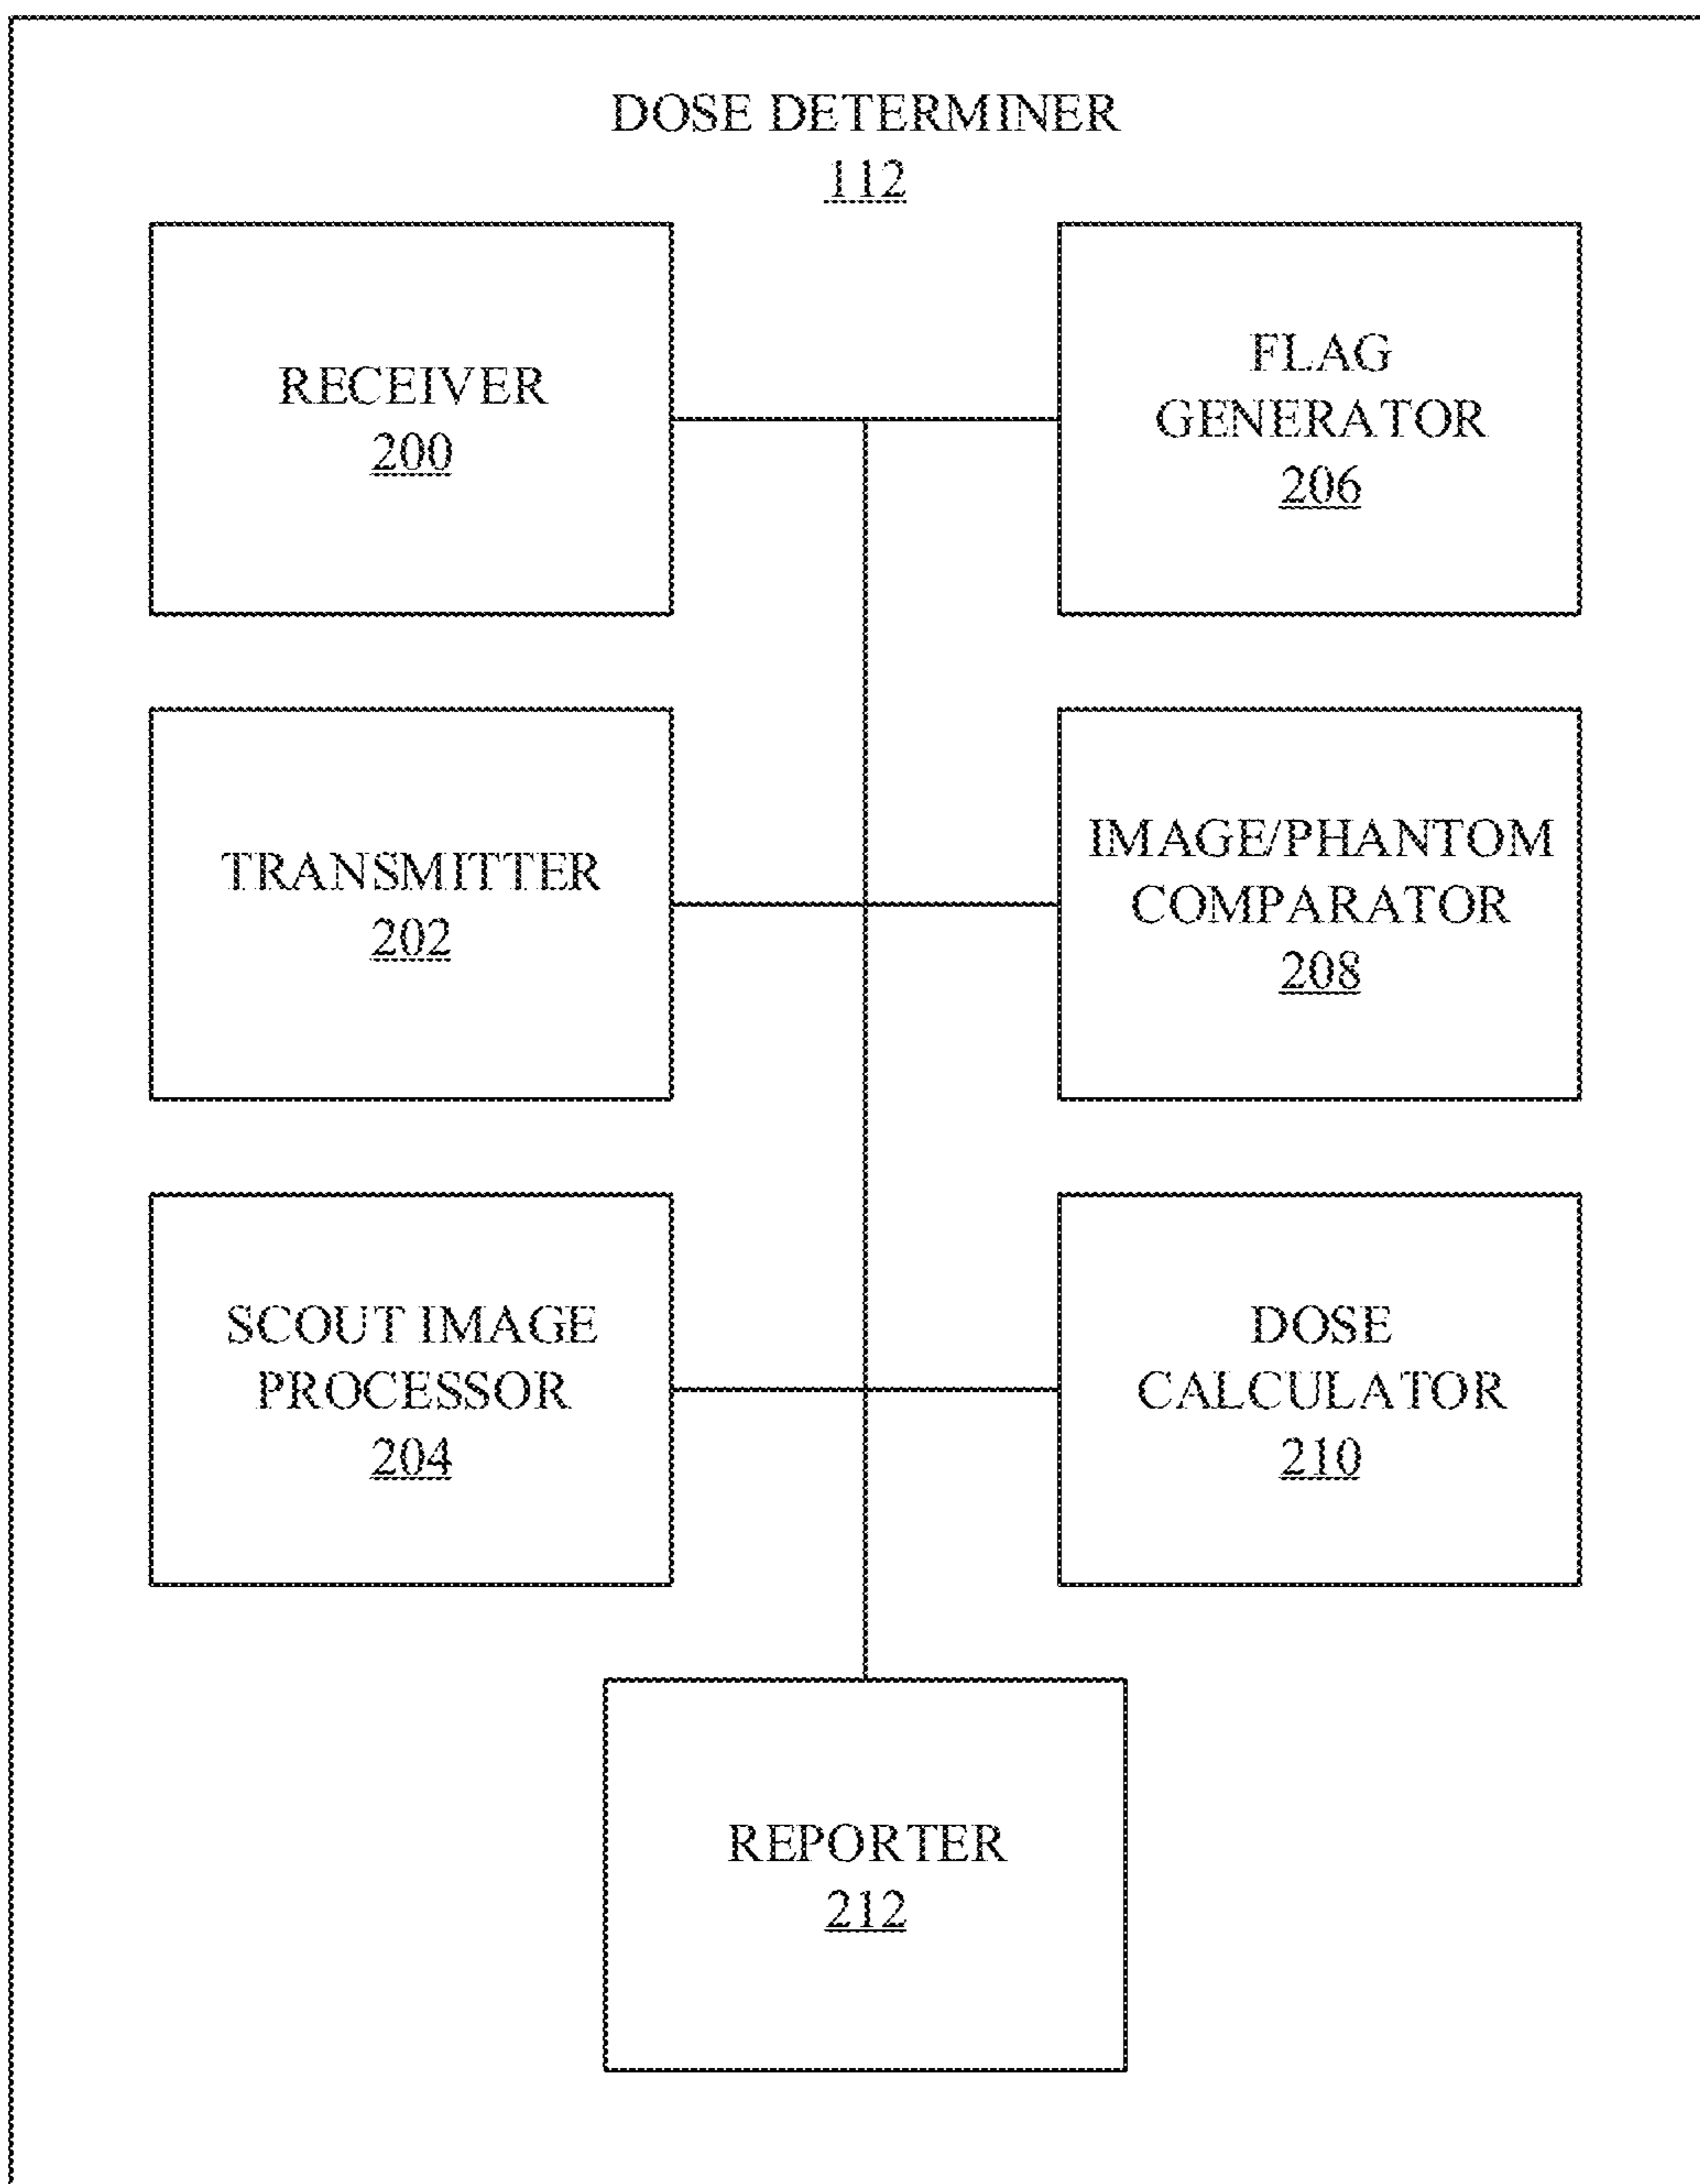 DOSE DETERMINER
112
RECEIVER
200
FLAG
GENERATOR
206
TRANSMITTER
202
IMAGE/PHANTOM
COMPARATOR
208
SCOUT IMAGE
PROCESSOR
204
DOSE
CALCULATOR
210
REPORTER
212